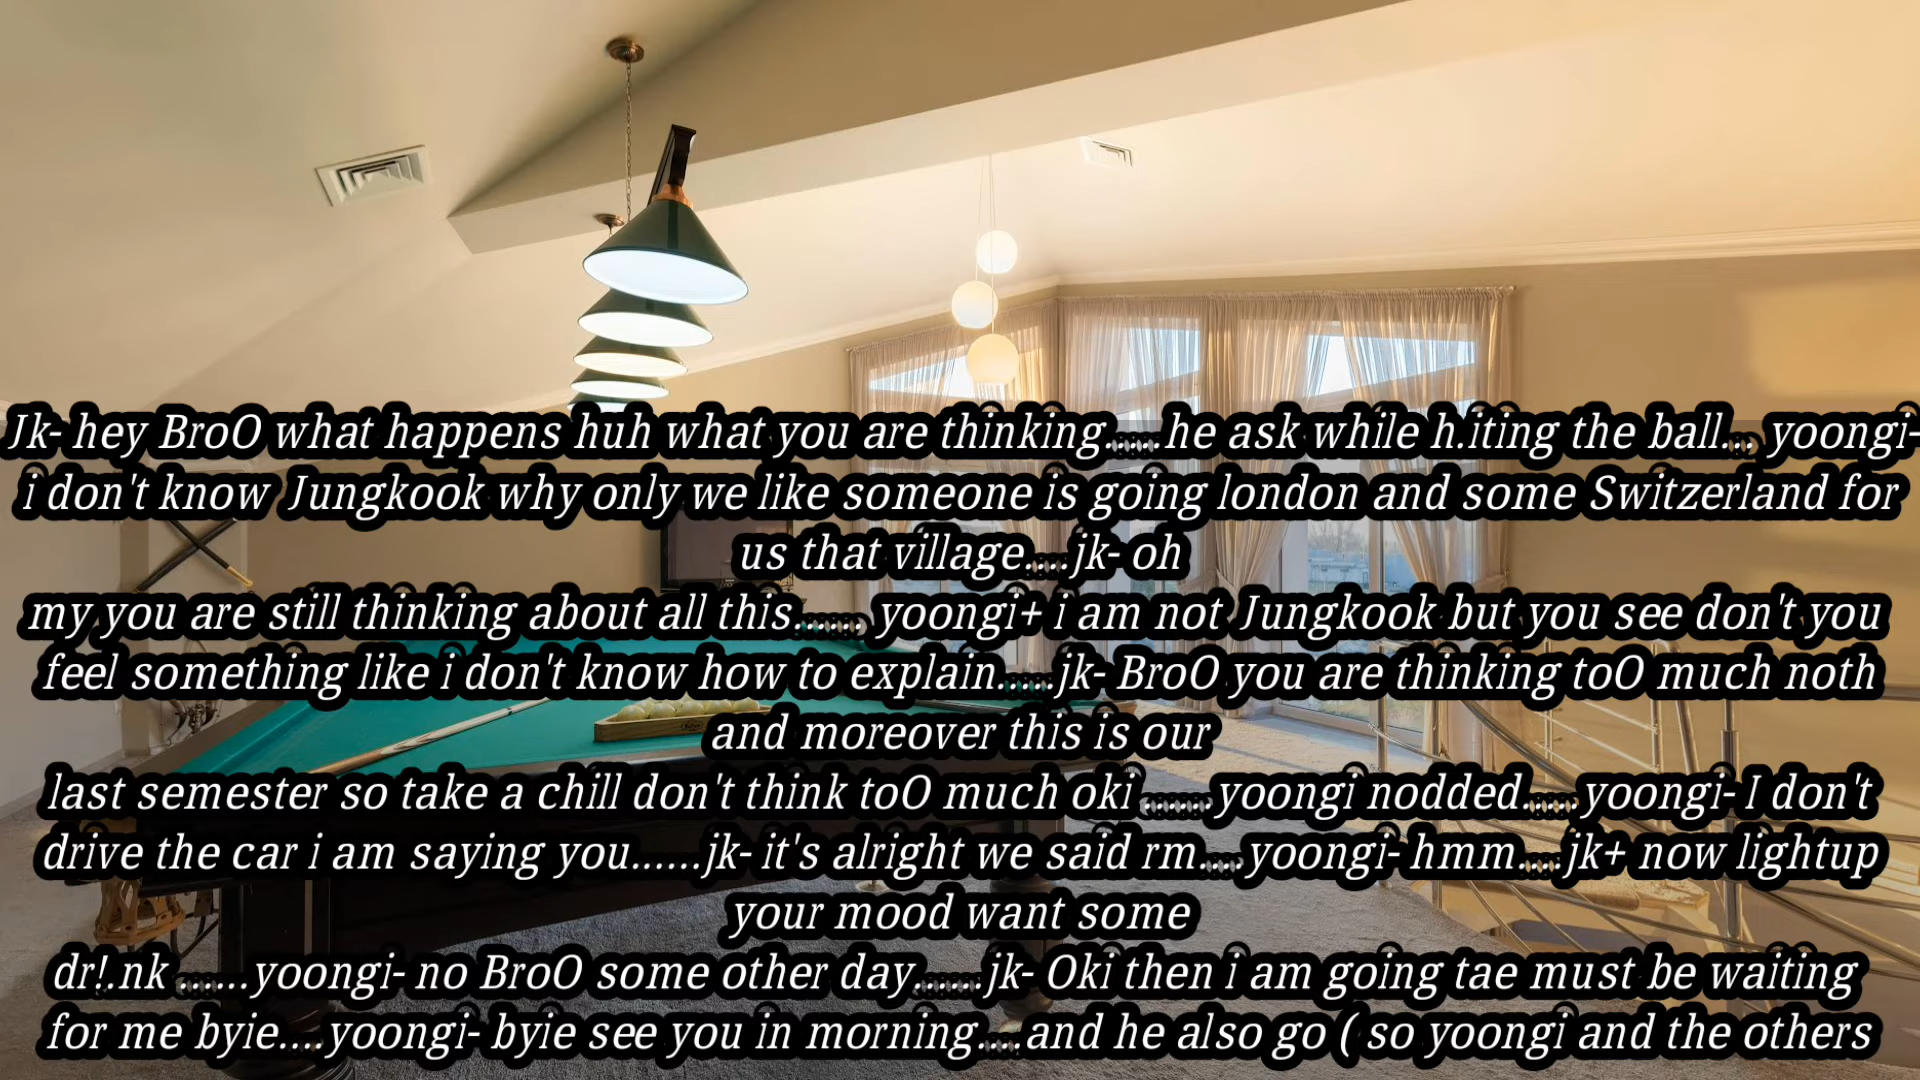 Jk- hey BroO what happens huh what you are thinking......he ask while h.iting the ball.... yoongi-
i don't know Jungkook why only we like someone is going london and some Switzerland for
us that village.....jk- oh
my you are still thinking about all this....... yoongi+ i am not Jungkook but you see don't you
feel something like i don't know how to explain......jk- BroO you are thinking toO much noth
and moreover this is our
last semester so take a chill don't think toO much oki ........yoongi nodded......yoongi- I don't
drive the car i am saying you......jk- it's alright we said rm.....yoongi- hmm.....jk+ now lightup
your mood want some
dr!.nk ........yoongi- no BroO some other day.......jk- Oki then i am going tae must be waiting
for me byie.....yoongi- byie see you in morning.....and he also go ( so yoongi and the others